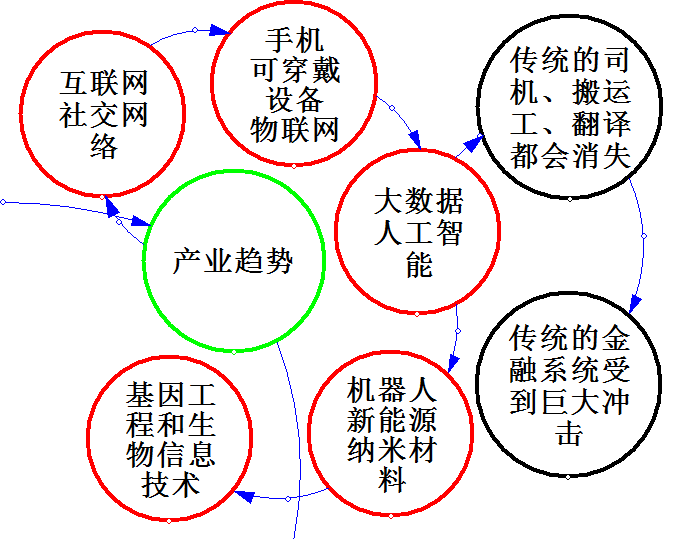 互联网
社交网
络
手机
可穿戴
设备
物联网
传统的司
机、搬运
工、翻译
都会消失
大数据
人工智
能
产业趋势
传统的金
融系统受
到巨大冲
击
机器人
新能源
纳米材
料
基因工
程和生
物信息
技术